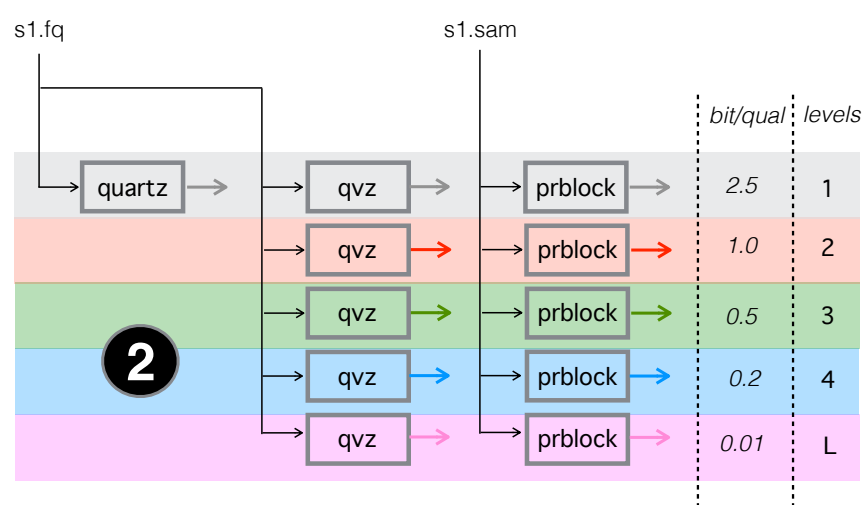 s1.fq s1.sam
bit/qual levels
quartz qvz prblock 2.5 1
qvz prblock 1.0 2
qvz prblock 0.5 3
2 qvz prblock 0.2 4
qvz prblock 0.01 L